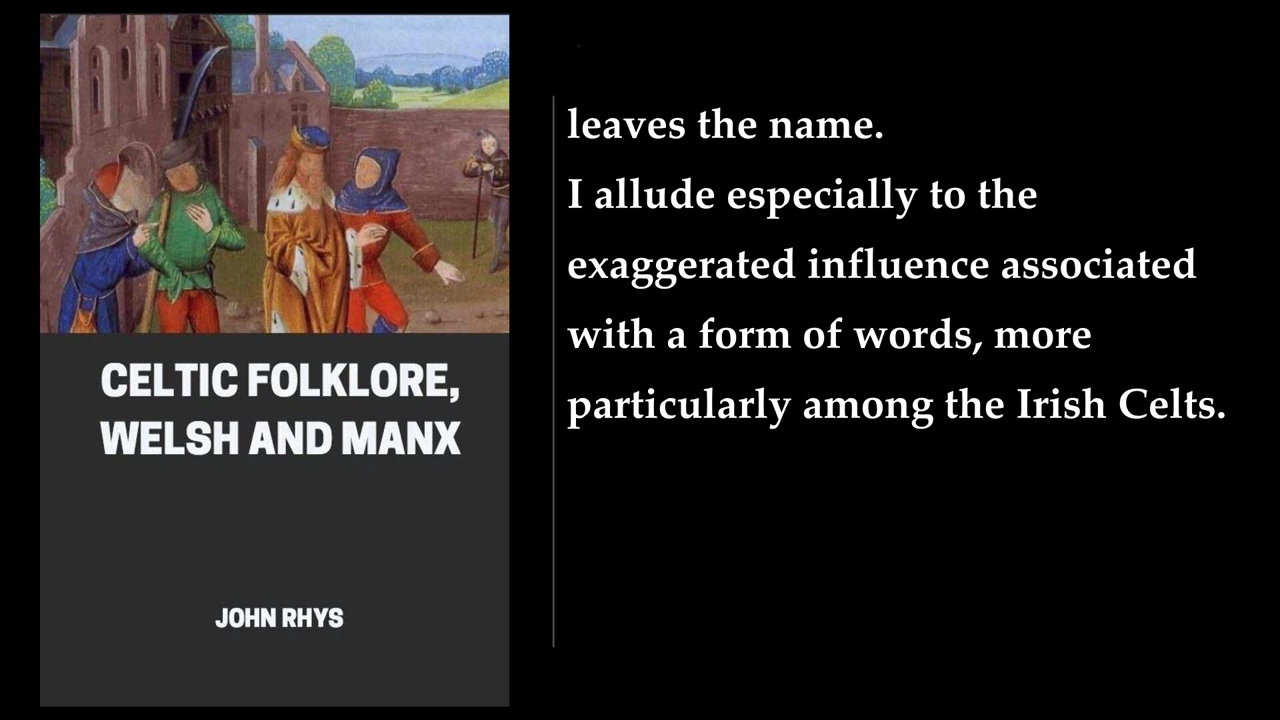 CELTIC FOLKLORE,
WELSH AND MANX
JOHN RHYS
leaves the name.
I allude especially to the
exaggerated influence associated
with a form of words, more
particularly among the Irish Celts.